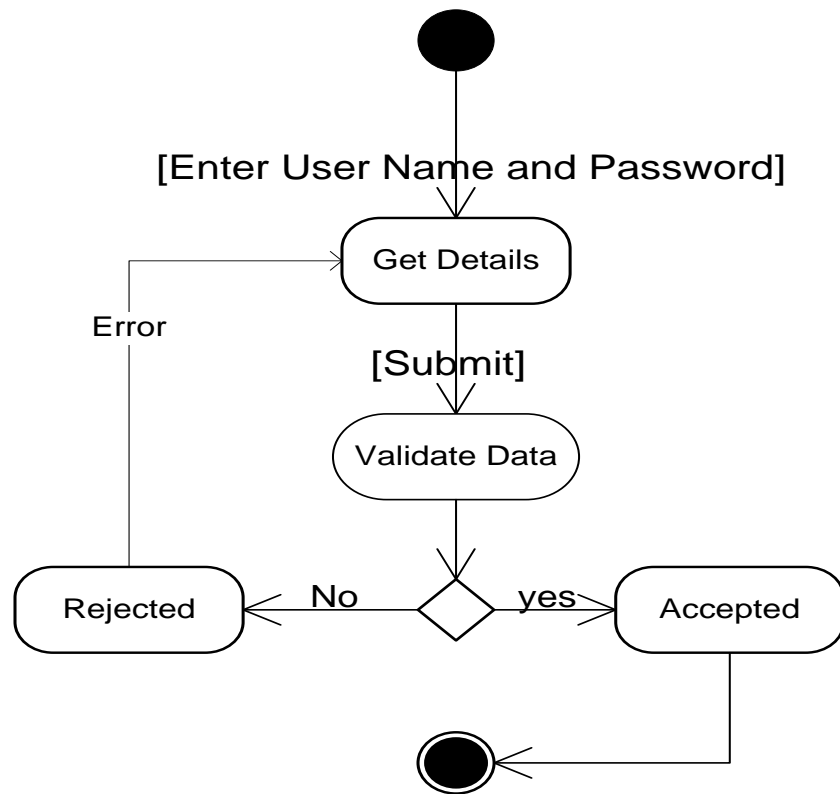 [Enter User Name and Password]
Get Details
Error
[Submit]
Validate Data
Rejected
No
yes
Accepted